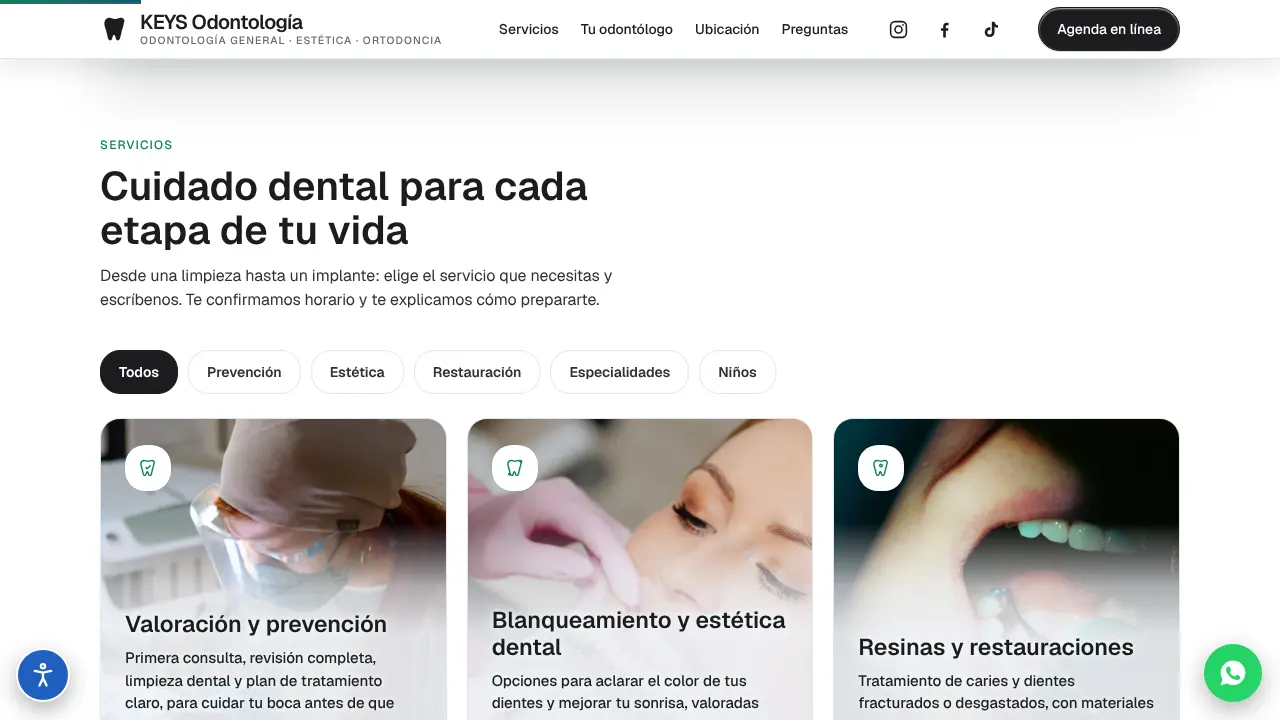 KEYS Odontología
ODONTOLOGÍA GENERAL · ESTÉTICA · ORTODONCIA
Servicios
Tu odontólogo
Ubicación
Preguntas
Agenda en línea
SERVICIOS
Cuidado dental para cada
etapa de tu vida
Desde una limpieza hasta un implante: elige el servicio que necesitas y
escríbenos. Te confirmamos horario y te explicamos cómo prepararte.
Todos
Prevención
Estética
Restauración
Especialidades
Niños
Valoración y prevención
Primera consulta, revisión completa,
limpieza dental y plan de tratamiento
claro, para cuidar tu boca antes de que
Blanqueamiento y estética
dental
Opciones para aclarar el color de tus
dientes y mejorar tu sonrisa, valoradas
Resinas y restauraciones
Tratamiento de caries y dientes
fracturados o desgastados, con materiales